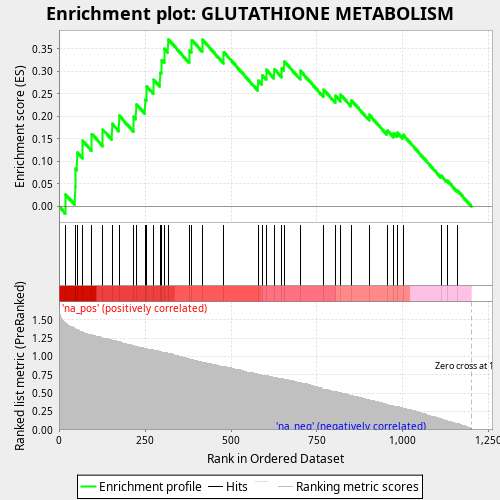 Enrichment plot: GLUTATHIONE METABOLISM
Enrichment score (ES)
0.35
0.30
0.25
0.20
0.15
0.10
0.05
0.00
'na_pos' (positively correlated)
Ranked list metric (PreRanked)
1.50
1.25
1.00
0.75
0.50
0.25
0.00
Zero cross at 1
'na_neg' (negatively correlated)
0
250
500
750
1,000
1,250
Rank in Ordered Dataset
Enrichment profile
Hits
Ranking metric scores